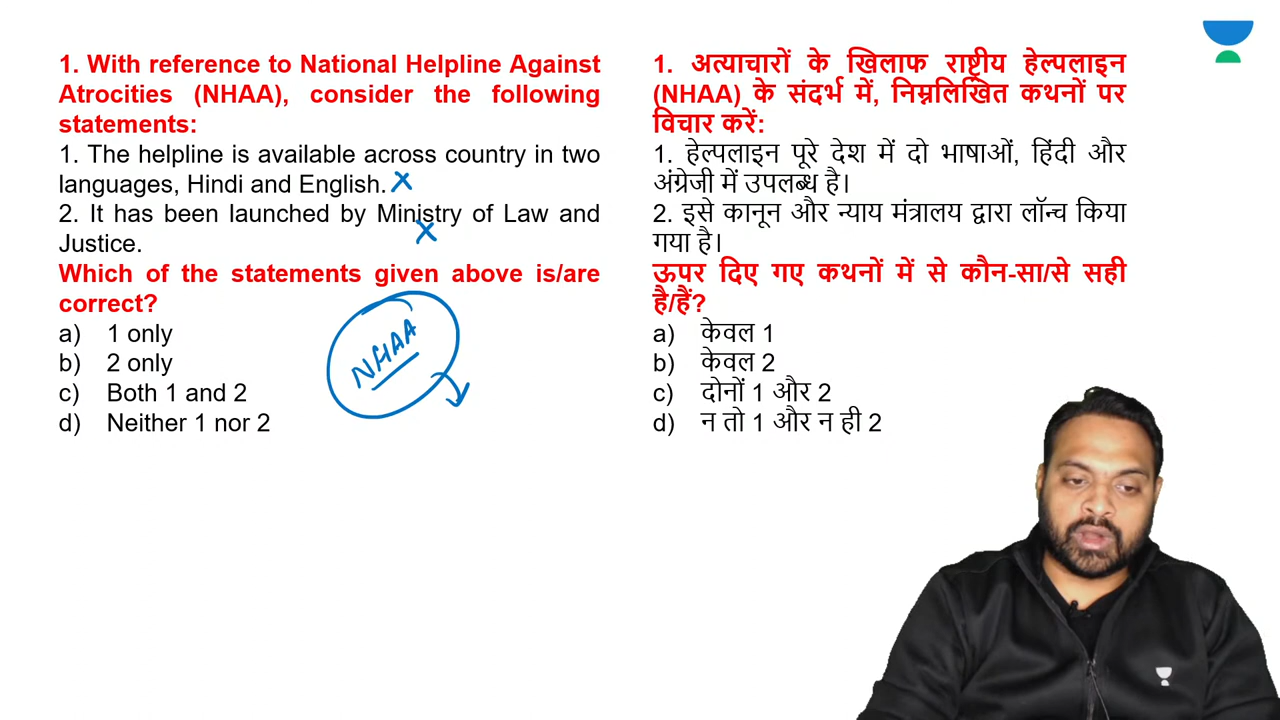 1. With reference to National Helpline Against
Atrocities (NHAA), consider the following
statements:
1. The helpline is available across country in two
languages, Hindi and English.
2. It has been launched by Ministry of Law and
Justice.
Which of the statements given above is/are
correct?
a) 1 only
b) 2 only
c) Both 1 and 2
d) Neither 1 nor 2
NHAA
1. अत्याचारों के खिलाफ राष्ट्रीय हेल्पलाइन
(NHAA) के संदर्भ में, निम्नलिखित कथनों पर
विचार करें:
1. हेल्पलाइन पूरे देश में दो भाषाओं, हिंदी और
अंग्रेजी में उपलब्ध है।
2. इसे कानून और न्याय मंत्रालय द्वारा लॉन्च किया
गया है।
ऊपर दिए गए कथनों में से कौन-सा/से सही
है/हैं?
a) केवल 1
b) केवल 2
c) दोनों 1 और 2
d) न तो 1 और न ही 2